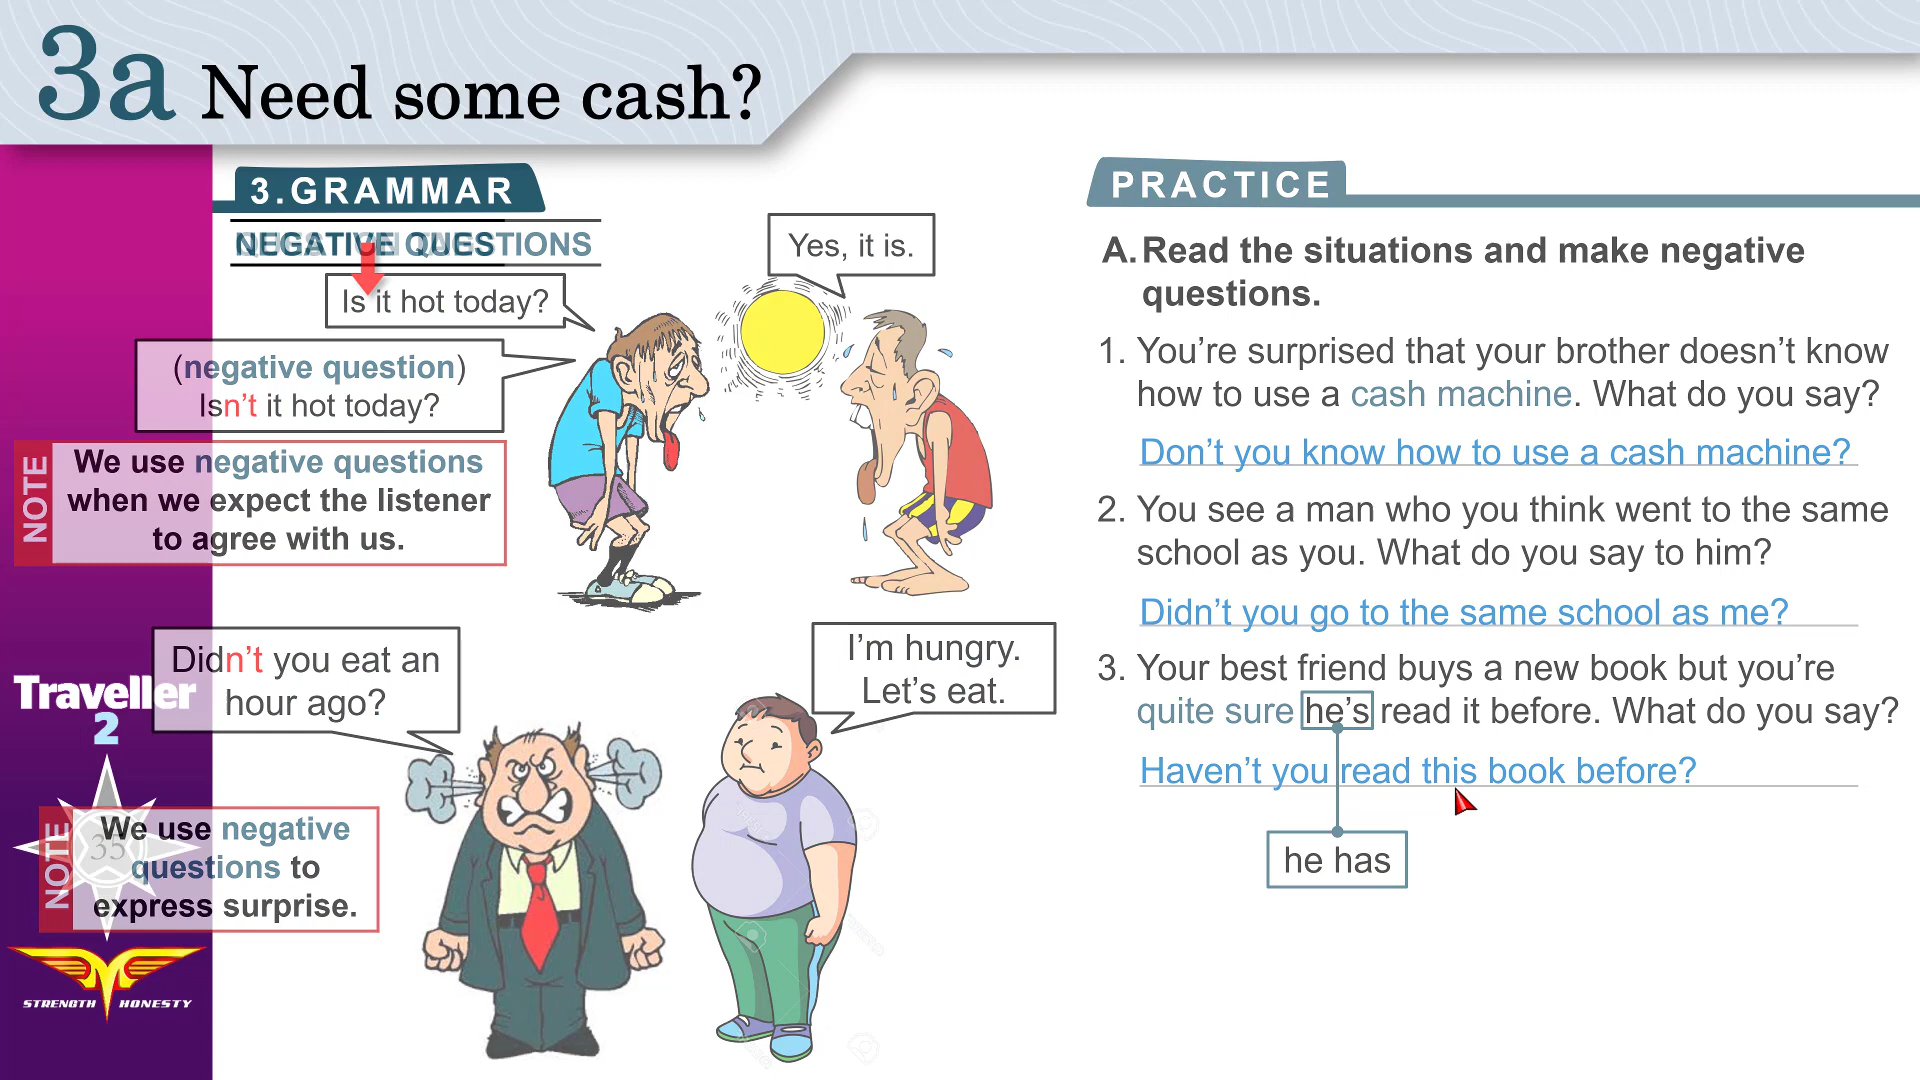 3a Need some cash?
3.GRAMMAR
NEGATIVE QUESTIONS
Is it hot today?
Yes, it is.
(negative question)
Isn't it hot today?
NOTE
We use negative questions
when we expect the listener
to agree with us.
Didn't you eat an
hour ago?
I'm hungry.
Let's eat.
Traveller
2
35
NOTE
We use negative
questions to
express surprise.
STRENGTH HONESTY
PRACTICE
A. Read the situations and make negative
questions.
1. You're surprised that your brother doesn't know
how to use a cash machine. What do you say?
Don't you know how to use a cash machine?
2. You see a man who you think went to the same
school as you. What do you say to him?
Didn't you go to the same school as me?
3. Your best friend buys a new book but you're
quite sure he's read it before. What do you say?
Haven't you read this book before?
he has